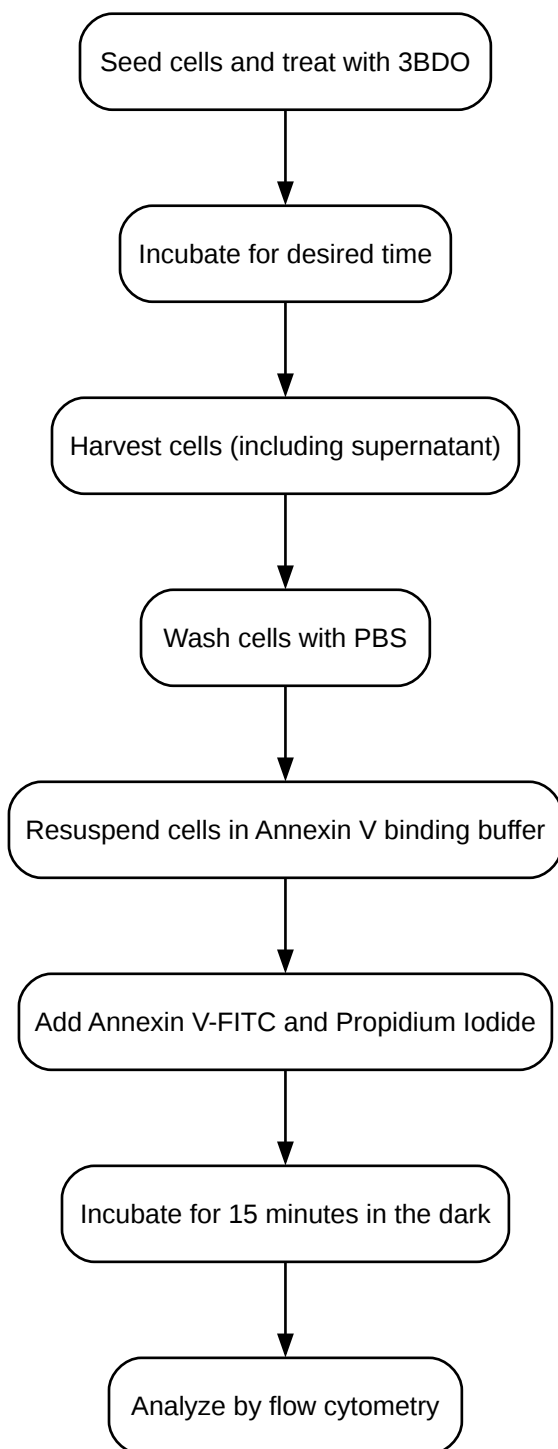 Seed cells and treat with 3BDO
Incubate for desired time
Harvest cells (including supernatant)
Wash cells with PBS
Resuspend cells in Annexin V binding buffer
Add Annexin V-FITC and Propidium Iodide
Incubate for 15 minutes in the dark
Analyze by flow cytometry